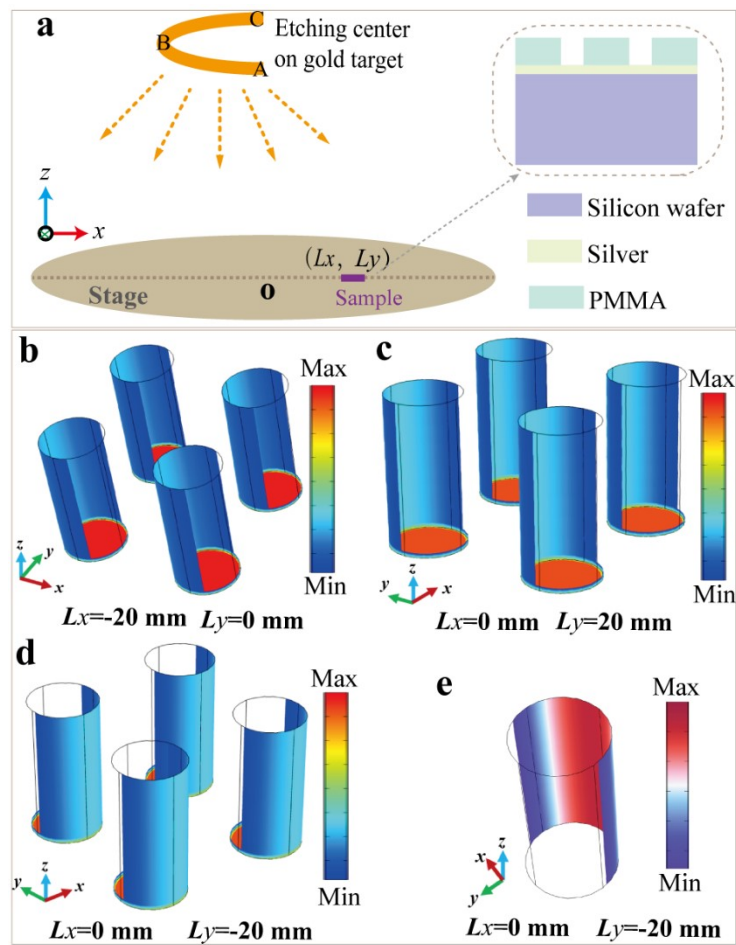 a
C
B
A
Etching center
on gold target
z
x
(Lx, Ly)
Stage
o
Sample
Silicon wafer
Silver
PMMA
b
Max
Min
z
y
x
Lx=-20 mm Ly=0 mm
c
Max
Min
z
y
x
Lx=0 mm Ly=20 mm
d
Max
Min
z
y
x
Lx=0 mm Ly=-20 mm
e
Max
Min
z
x
y
Lx=0 mm Ly=-20 mm